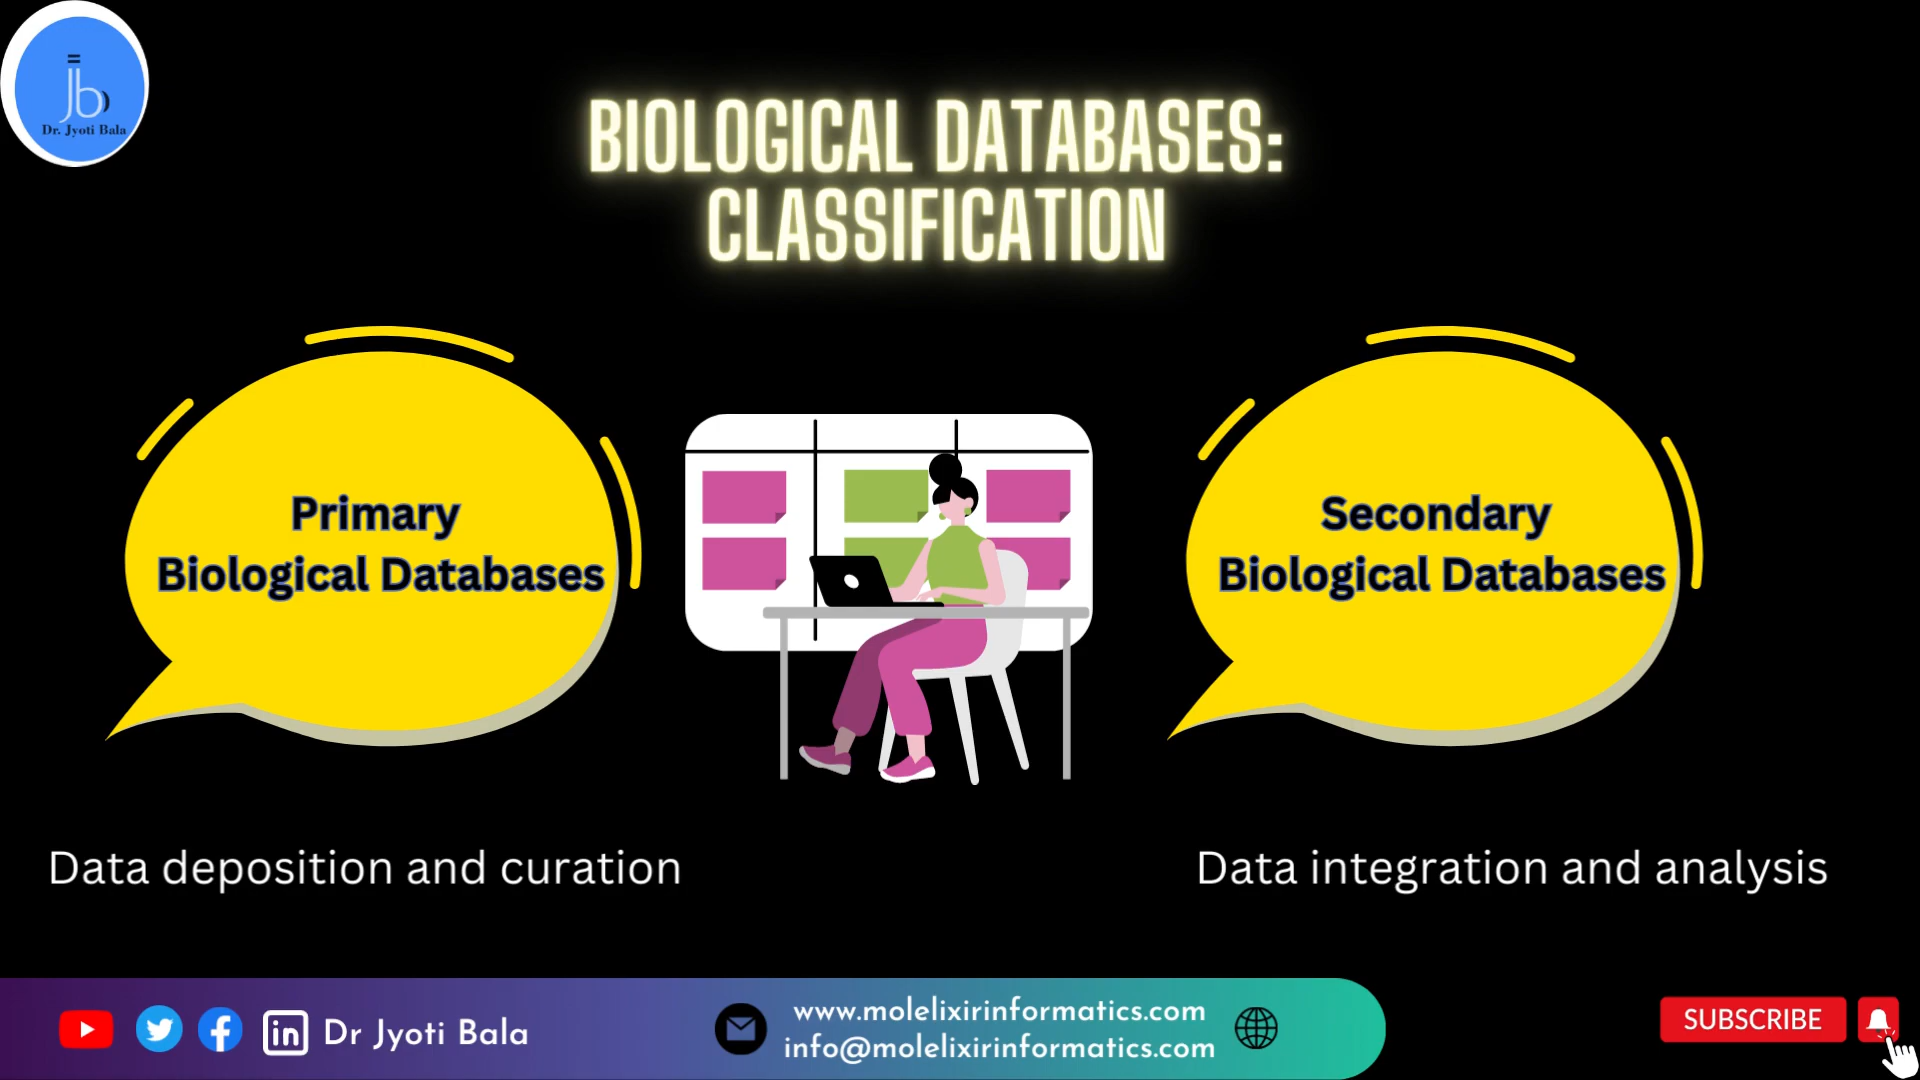 Dr. Jyoti Bala
BIOLOGICAL DATABASES:
CLASSIFICATION
Primary
Biological Databases
Secondary
Biological Databases
Data deposition and curation
Data integration and analysis
in Dr Jyoti Bala
www.molelixirinformatics.com
info@molelixirinformatics.com
SUBSCRIBE